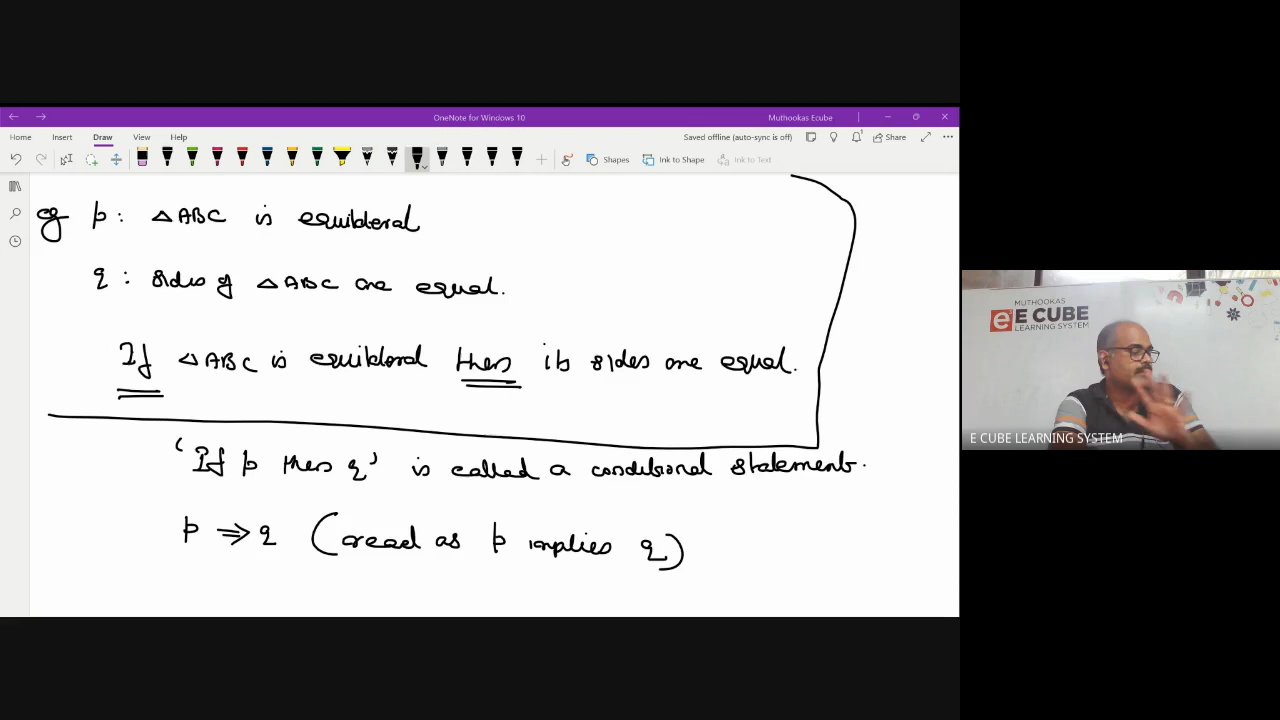 OneNote for Windows 10
Muthookas Ecube
Home Insert Draw View Help
Saved offline (auto-sync is off) Share
Shapes Ink to Shape Ink to Text
eg p : △ABC is equilateral
q : sides of △ABC are equal.
If △ABC is equilateral then its sides are equal.
'If p then q' is called a conditional statement.
p ⇒ q (read as p implies q)
MUTHOOKAS
e E CUBE
LEARNING SYSTEM
E CUBE LEARNING SYSTEM